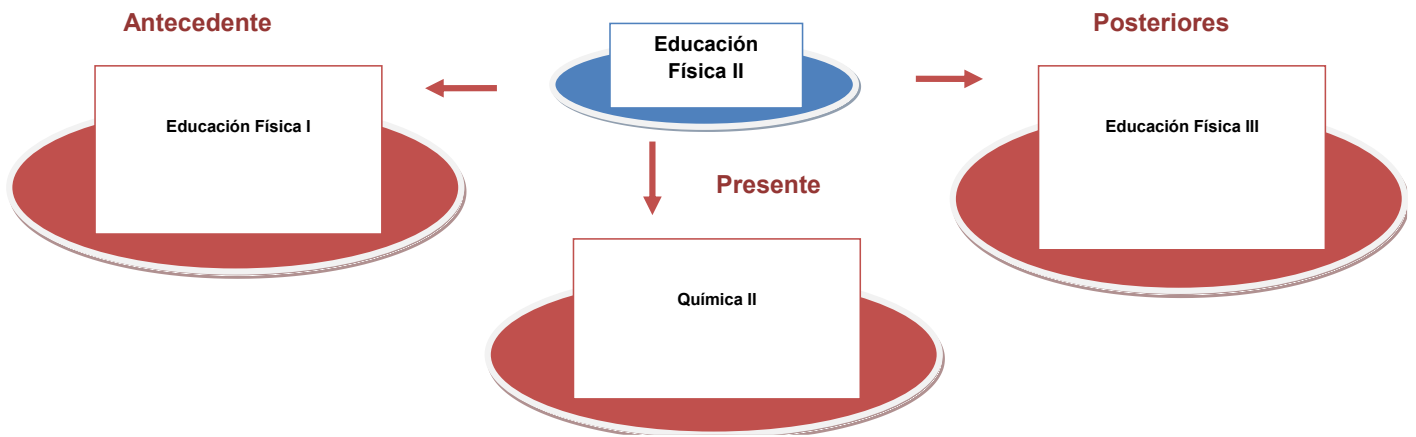 Antecedente
Educación
Física II
Posteriores
Educación Física I
Educación Física III
Presente
Química II